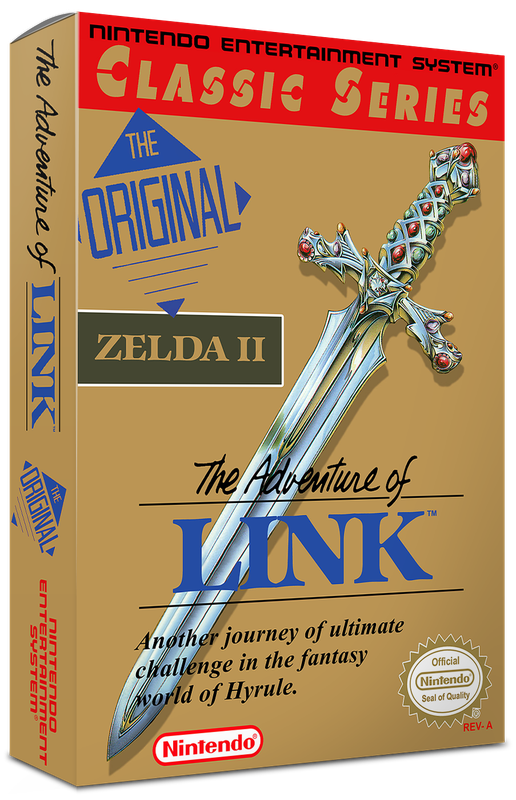 NINTENDO ENTERTAINMENT SYSTEM®
CLASSIC SERIES
THE
ORIGINAL
ZELDA II
The Adventure of
LINK™
Another journey of ultimate
challenge in the fantasy
world of Hyrule.
Nintendo®
Official
Nintendo®
Seal of Quality
REV-A
The Adventure of
LINK™
THE
ORIGINAL
NINTENDO
ENTERTAINMENT
SYSTEM®